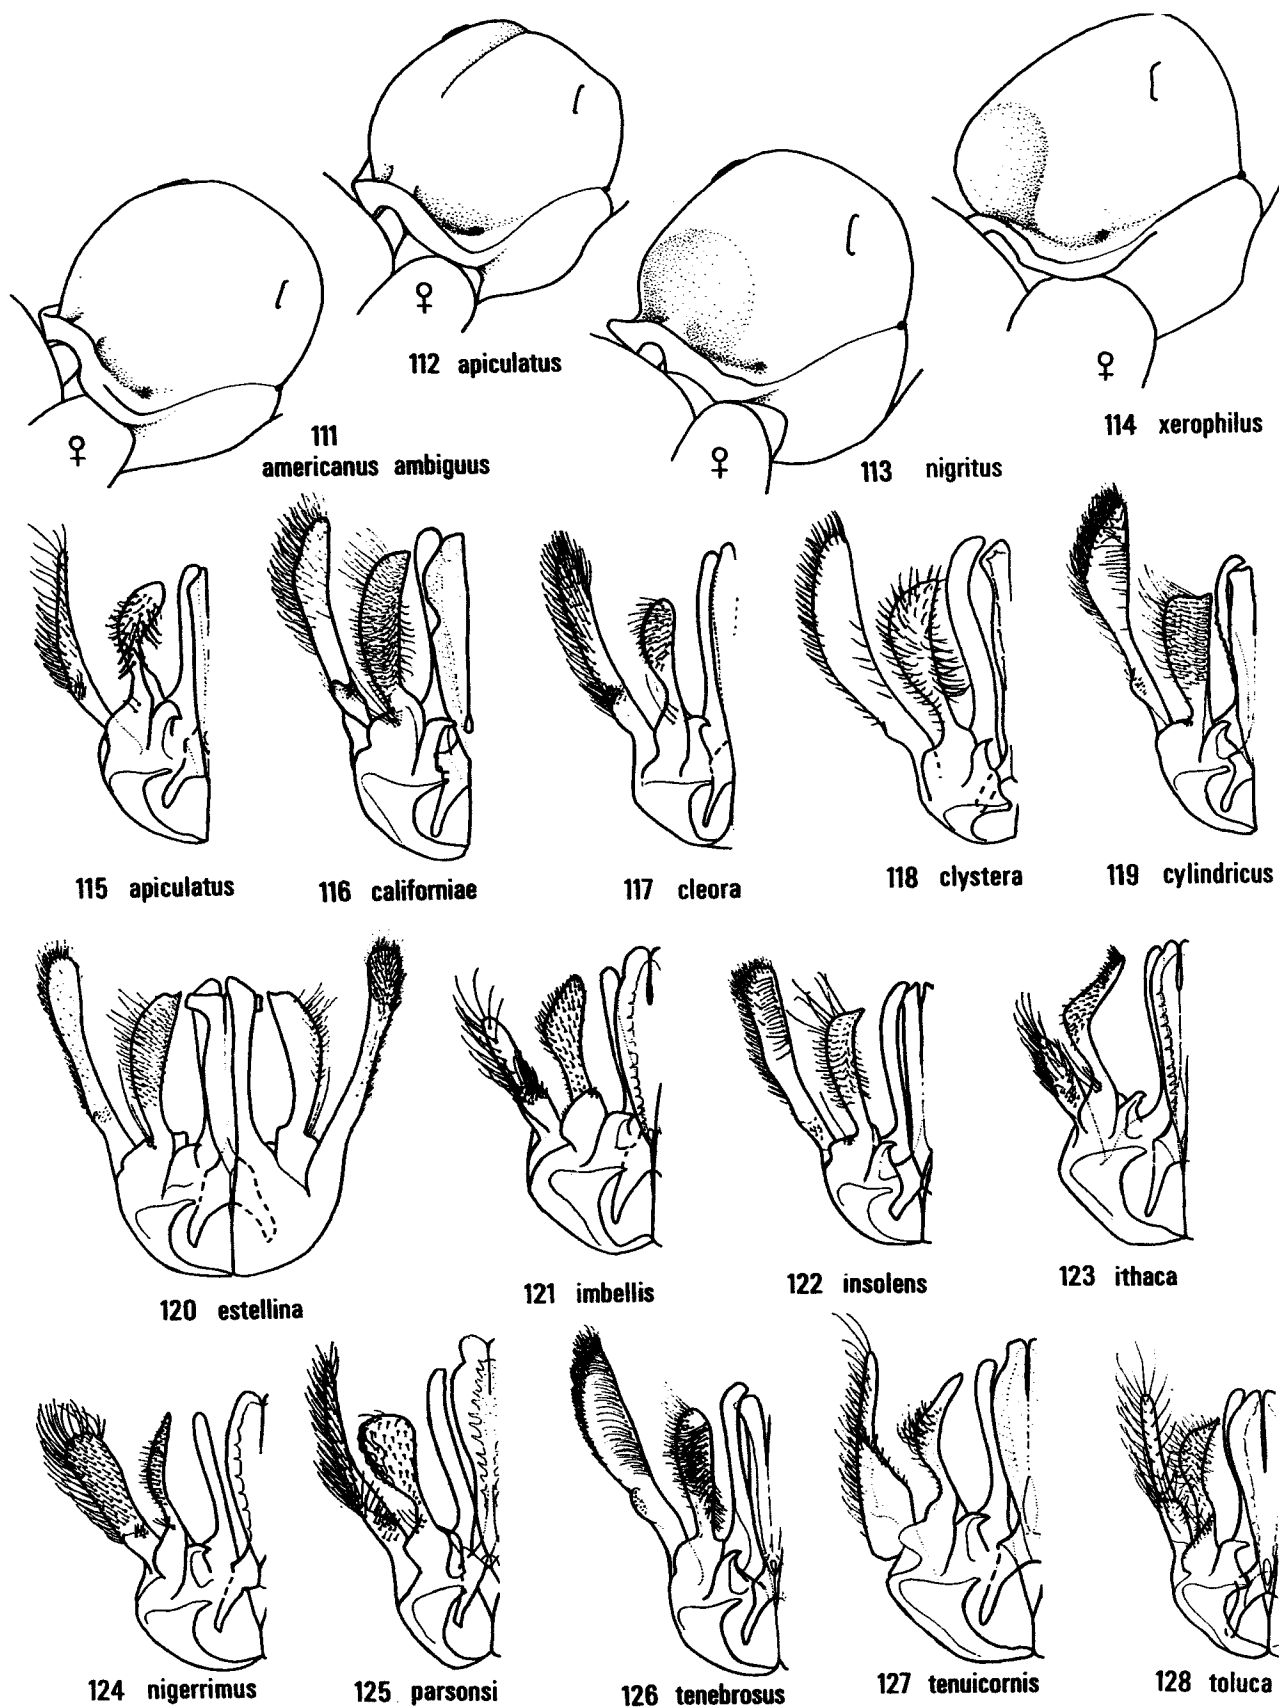 ♀
112 apiculatus
♀
114 xerophilus
♀
111
americanus ambiguus
♀
113 nigritus
115 apiculatus
116 californiae
117 cleora
118 clystera
119 cylindricus
120 estellina
121 imbellis
122 insolens
123 ithaca
124 nigerrimus
125 parsonsi
126 tenebrosus
127 tenuicornis
128 toluca